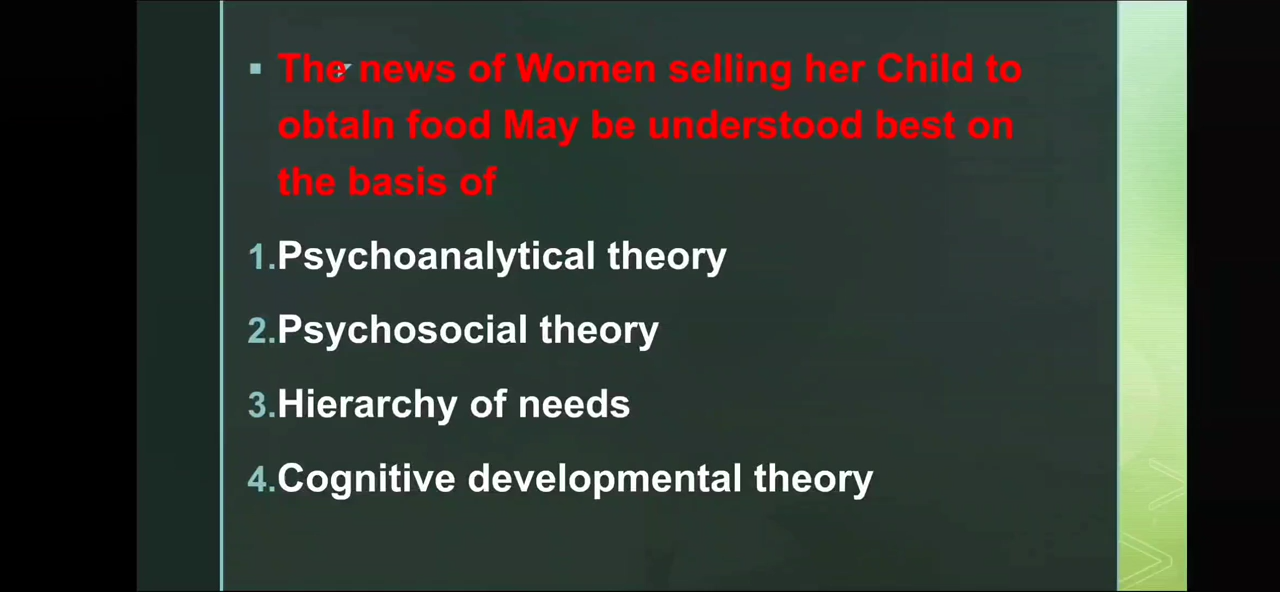 The news of Women selling her Child to
obtaIn food May be understood best on
the basis of
1.Psychoanalytical theory
2.Psychosocial theory
3.Hierarchy of needs
4.Cognitive developmental theory